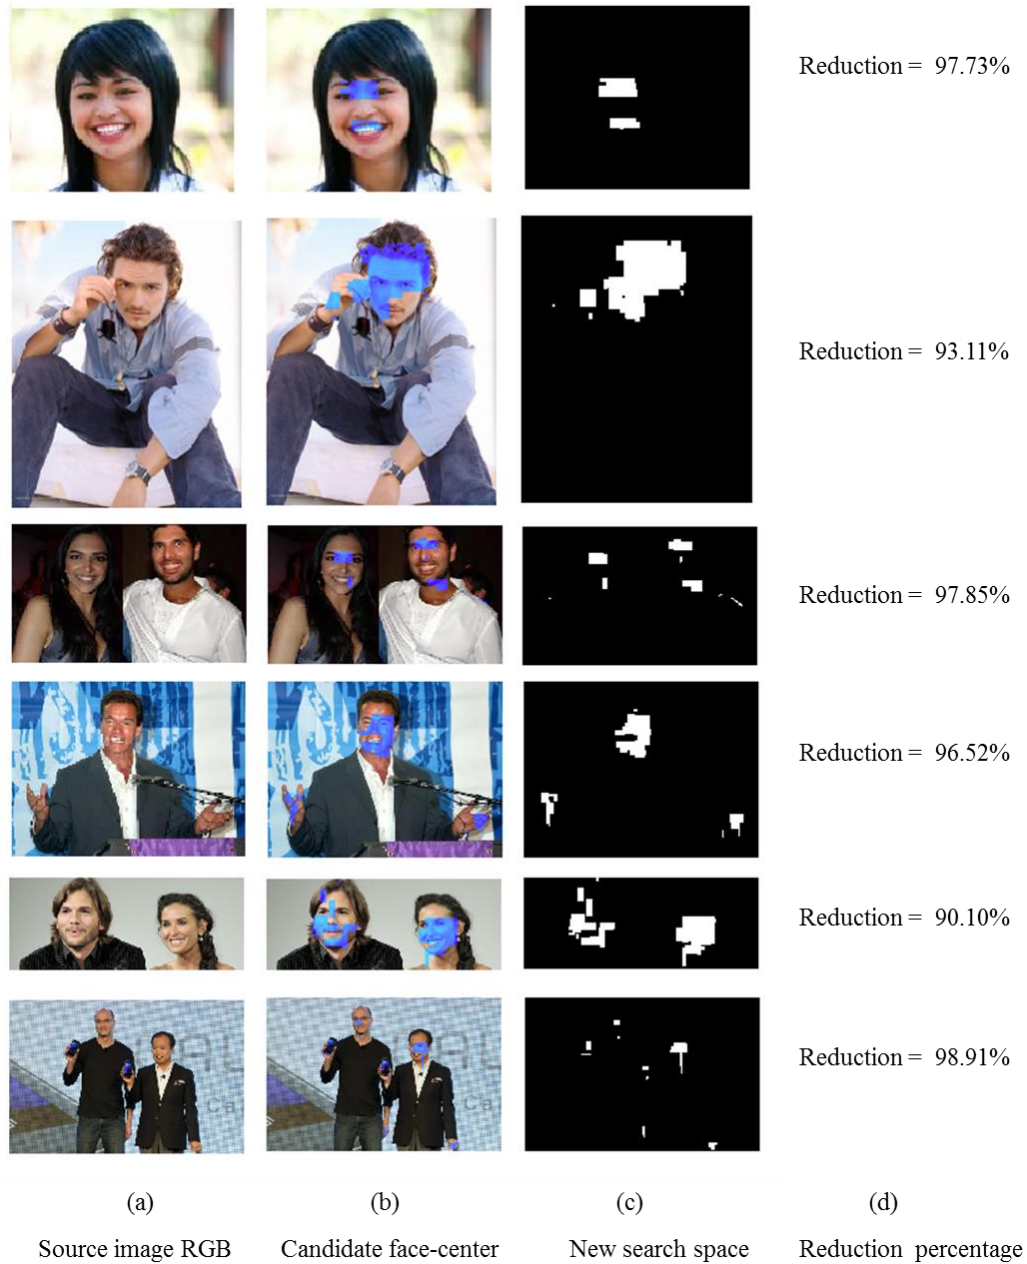 Reduction = 97.73%
Reduction = 93.11%
Reduction = 97.85%
Reduction = 96.52%
Reduction = 90.10%
Reduction = 98.91%
(a) (b) (c) (d)
Source image RGB Candidate face-center New search space Reduction percentage